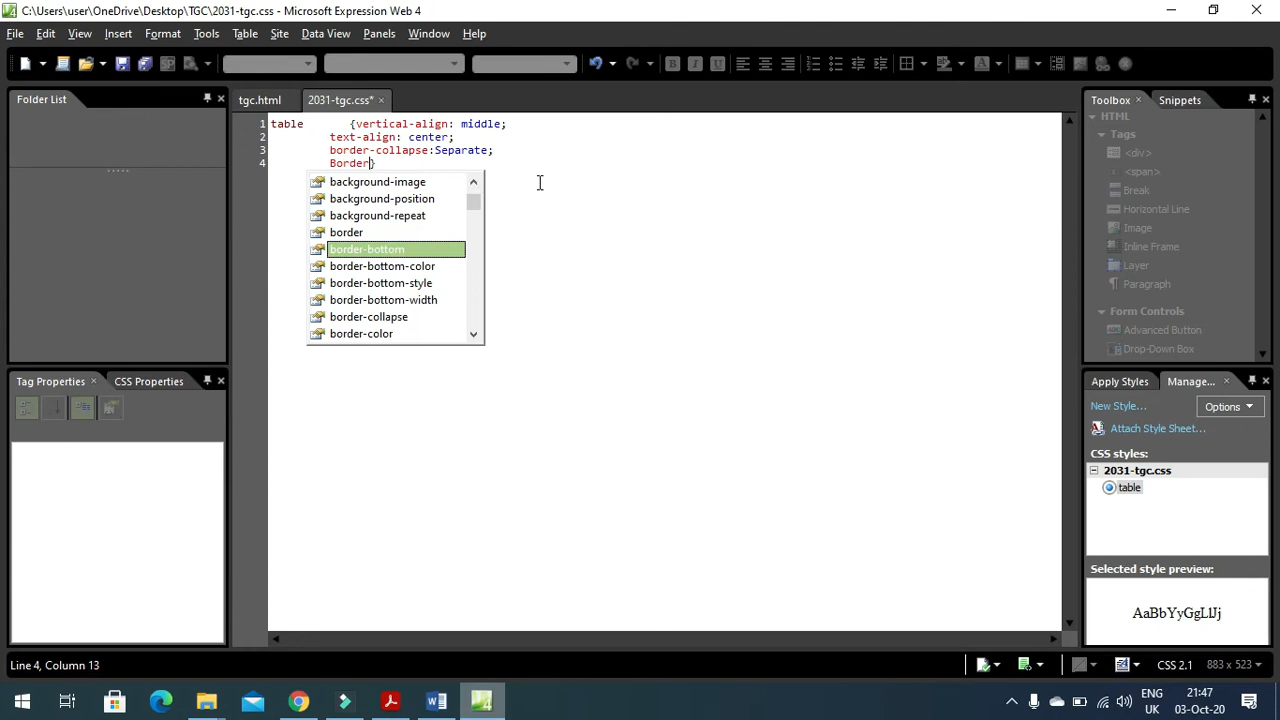 C:\Users\user\OneDrive\Desktop\TGC\2031-tgc.css - Microsoft Expression Web 4
File Edit View Insert Format Tools Table Site Data View Panels Window Help
Folder List
tgc.html 2031-tgc.css*
Toolbox Snippets
1 table {vertical-align: middle;
2 text-align: center;
3 border-collapse:Separate;
4 Border}
background-image
background-position
background-repeat
border
border-bottom
border-bottom-color
border-bottom-style
border-bottom-width
border-collapse
border-color
HTML
Tags
<div>
<span>
Break
Horizontal Line
Image
Inline Frame
Layer
Paragraph
Form Controls
Advanced Button
Drop-Down Box
Tag Properties CSS Properties
Apply Styles Manage...
New Style... Options
Attach Style Sheet...
CSS styles:
2031-tgc.css
table
Selected style preview:
AaBbYyGgLlJj
Line 4, Column 13
CSS 2.1 883 x 523
ENG
UK
21:47
03-Oct-20